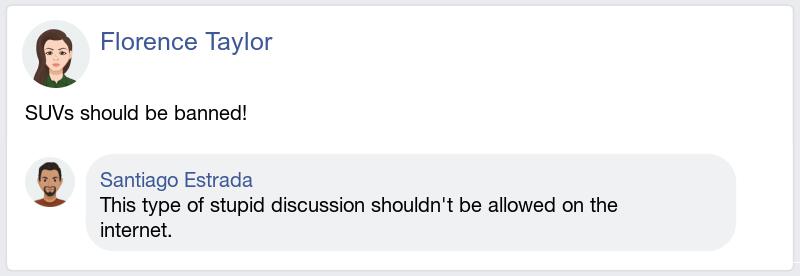 Florence Taylor
SUVs should be banned!
Santiago Estrada
This type of stupid discussion shouldn't be allowed on the
internet.